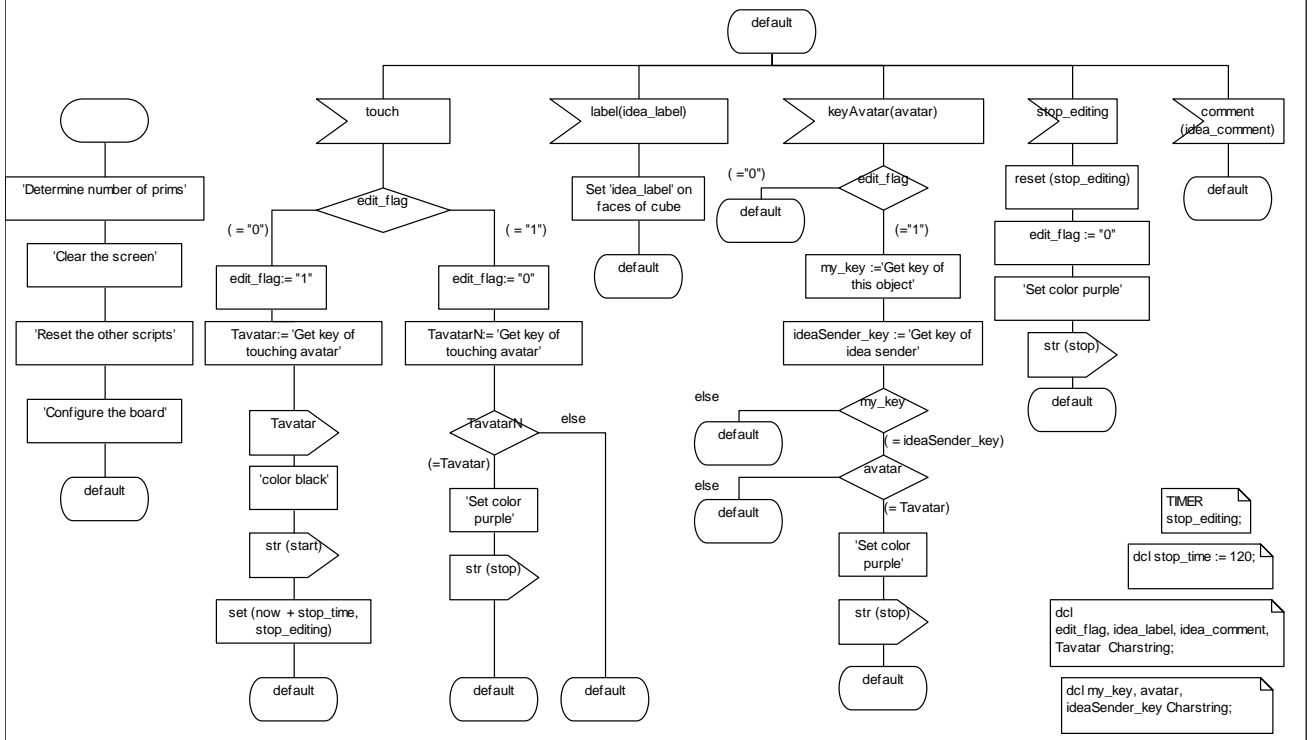 default
touch
label(idea_label)
keyAvatar(avatar)
stop_editing
comment
(idea_comment)
'Determine number of prims'
'Clear the screen'
'Reset the other scripts'
'Configure the board'
default
edit_flag
( = "0")
edit_flag:= "1"
Tavatar:= 'Get key of
touching avatar'
Tavatar
'color black'
str (start)
set (now + stop_time,
stop_editing)
default
( = "1")
edit_flag:= "0"
TavatarN:= 'Get key of
touching avatar'
TavatarN
else
(=Tavatar)
'Set color
purple'
str (stop)
default
default
Set 'idea_label' on
faces of cube
default
edit_flag
( ="0")
default
(="1")
my_key :='Get key of
this object'
ideaSender_key := 'Get key of
idea sender'
my_key
else
default
( = ideaSender_key)
avatar
else
default
(= Tavatar)
'Set color
purple'
str (stop)
default
reset (stop_editing)
edit_flag := "0"
'Set color purple'
str (stop)
default
default
TIMER
stop_editing;
dcl stop_time := 120;
dcl
edit_flag, idea_label, idea_comment,
Tavatar Charstring;
dcl my_key, avatar,
ideaSender_key Charstring;